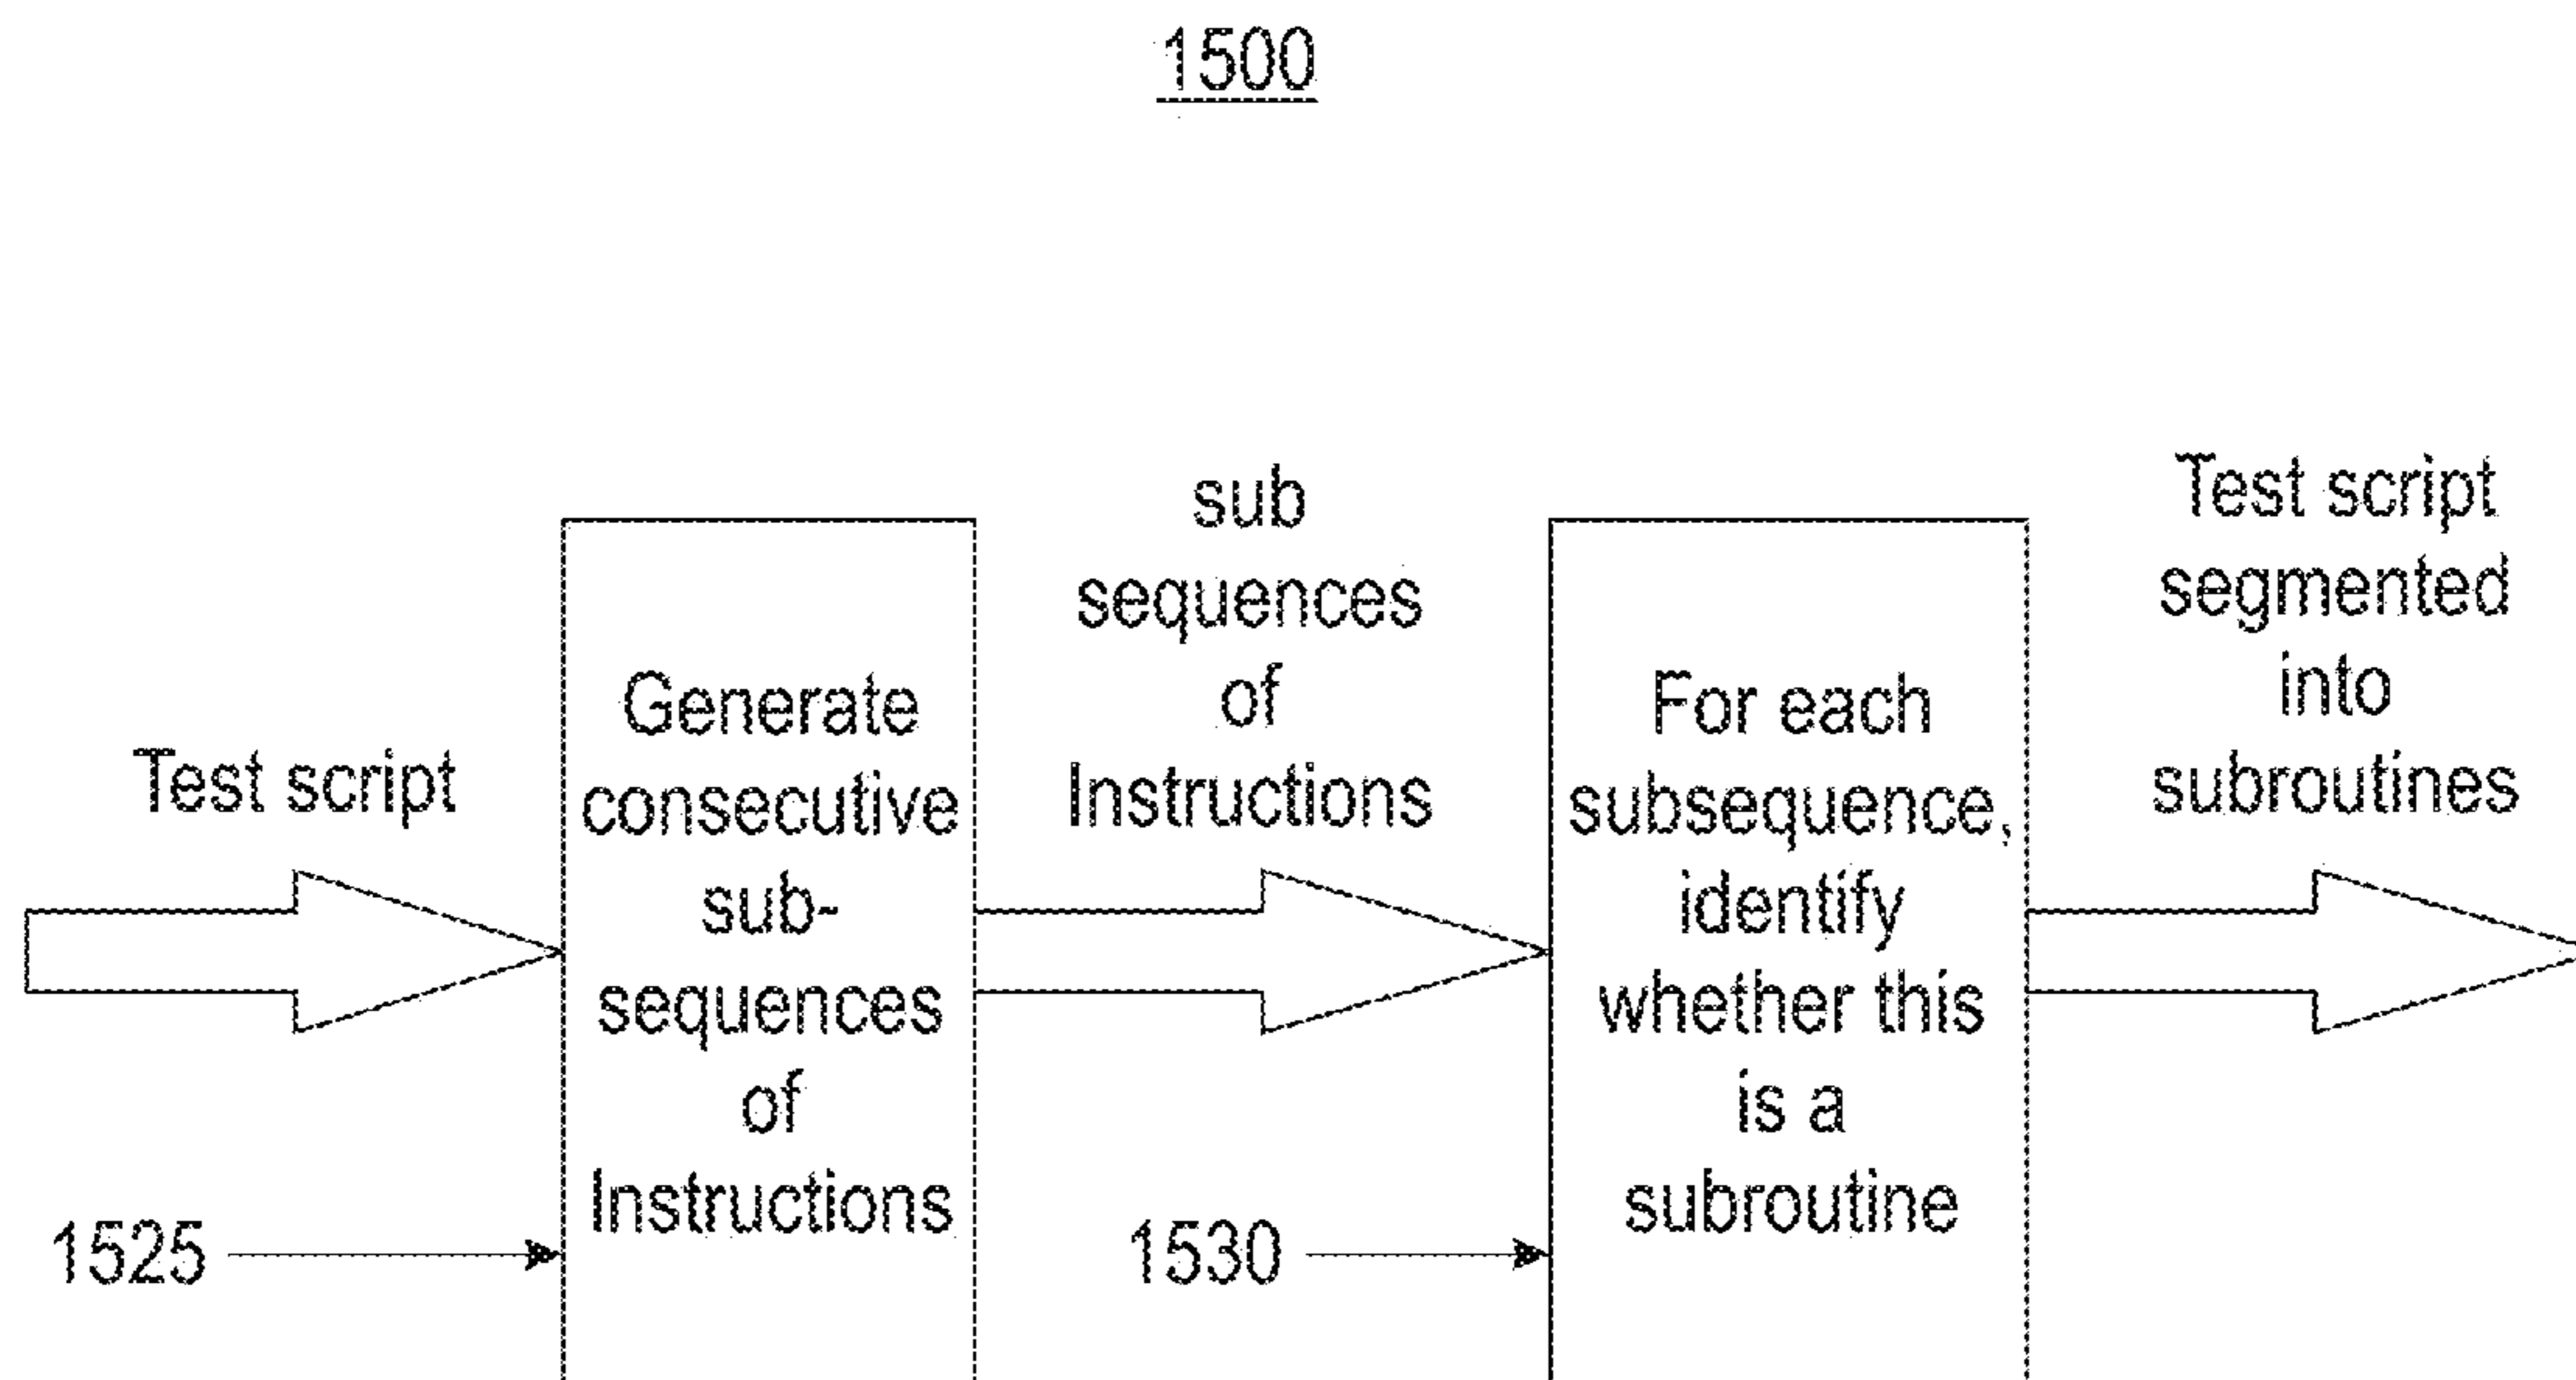 1500
Test script
1525
Generate
consecutive
sub-
sequences
of
Instructions
sub
sequences
of
Instructions
1530
For each
subsequence,
identify
whether this
is a
subroutine
Test script
segmented
into
subroutines